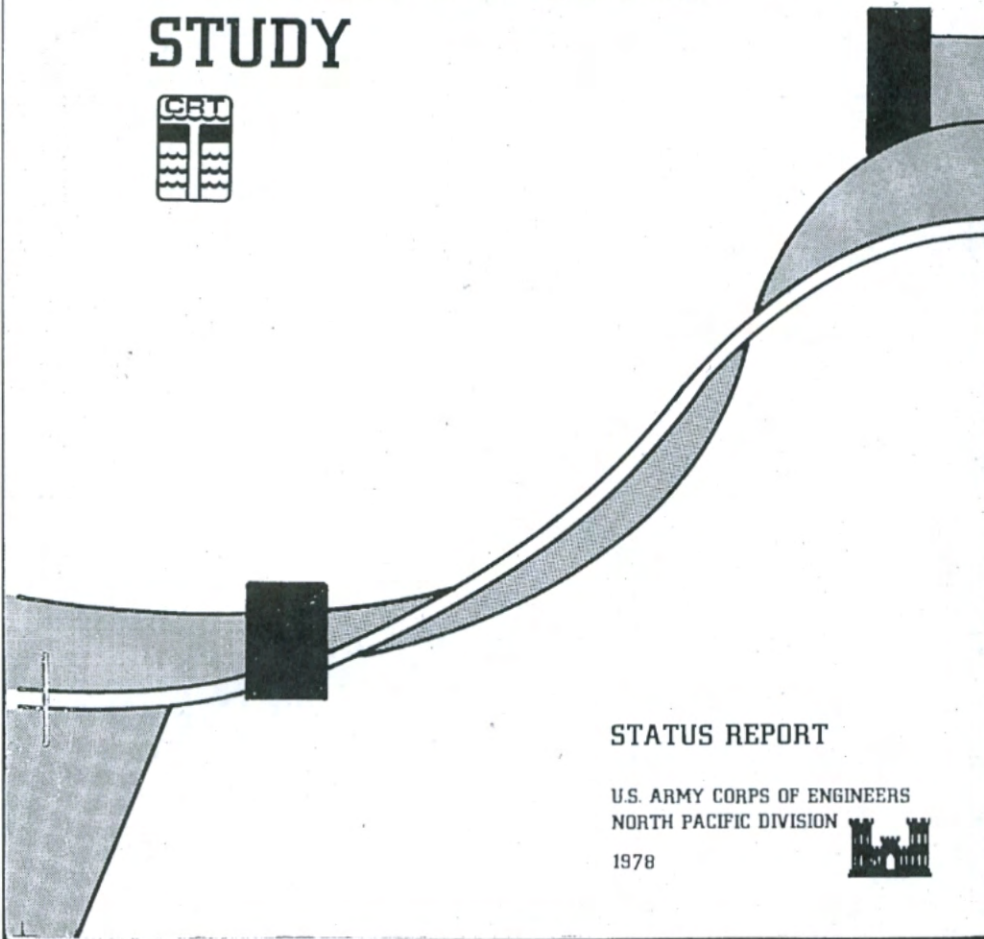 STUDY
CRT
STATUS REPORT
U.S. ARMY CORPS OF ENGINEERS
NORTH PACIFIC DIVISION
1978